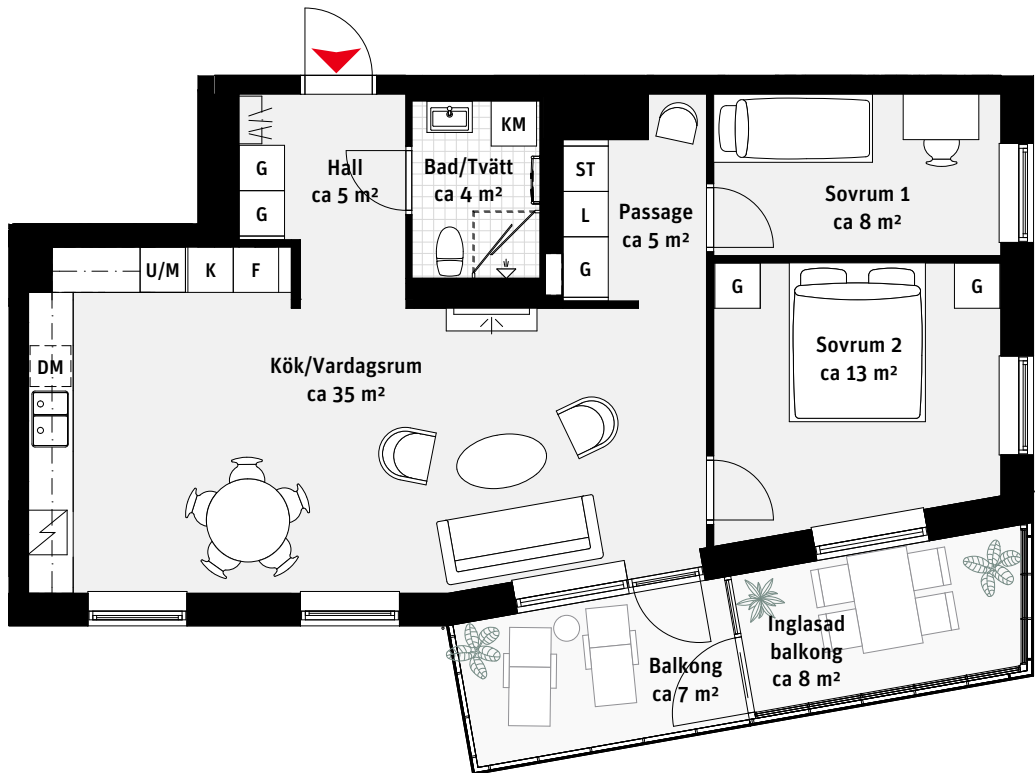 KM
G
Hall
ca 5 m²
Bad/Tvätt
ca 4 m²
G
ST
L
G
Passage
ca 5 m²
Sovrum 1
ca 8 m²
U/M
K
F
G
G
Sovrum 2
ca 13 m²
DM
Kök/Vardagsrum
ca 35 m²
Balkong
ca 7 m²
Inglasad
balkong
ca 8 m²